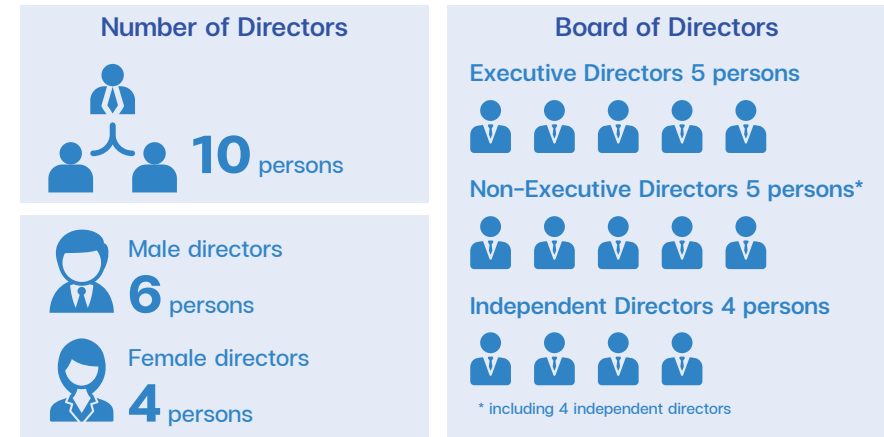 Number of Directors
10 persons
Male directors
6 persons
Female directors
4 persons
Board of Directors
Executive Directors 5 persons
Non-Executive Directors 5 persons*
Independent Directors 4 persons
* including 4 independent directors